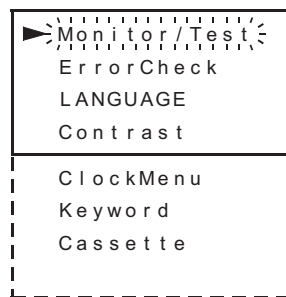 Monitor/Test
ErrorCheck
LANGUAGE
Contrast
ClockMenu
Keyword
Cassette